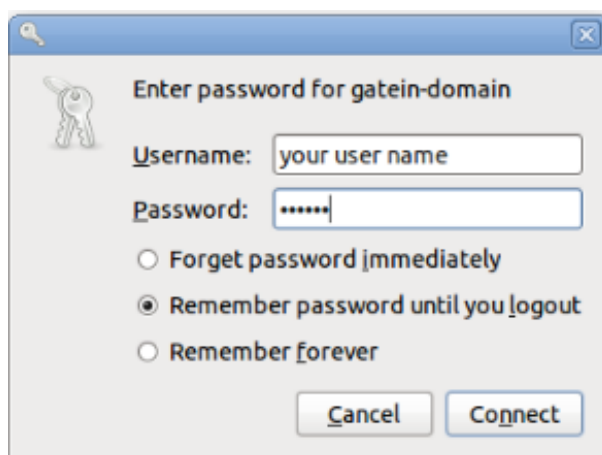 Enter password for gatein-domain
Username: your user name
Password: ••••••
Forget password immediately
Remember password until you logout
Remember forever
Cancel Connect